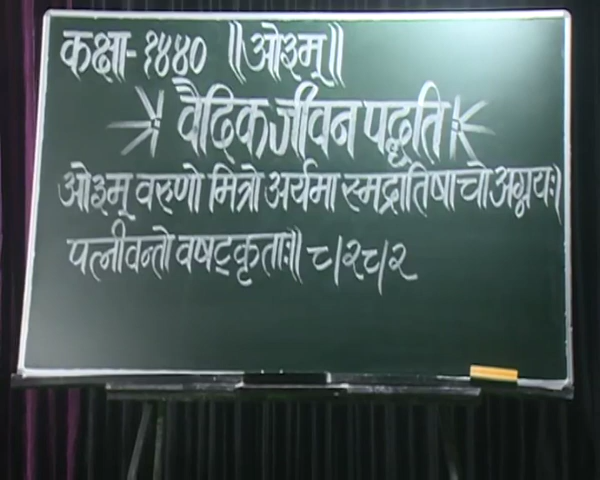 कक्षा-१४४० ॥ओ३म्॥
वैदिक जीवन पद्धति
ओ३म् वरुणो मित्रो अर्यमा स्मद्रातिषाचो अग्नयः।
पत्नीवन्तो वषट्कृताः॥ ८।२८।२